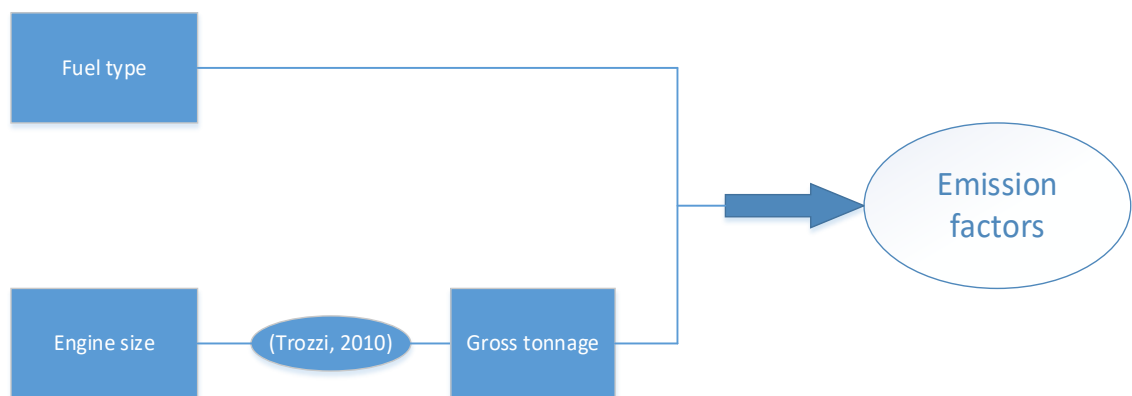 Fuel type
Emission
factors
Engine size
(Trozzi, 2010)
Gross tonnage